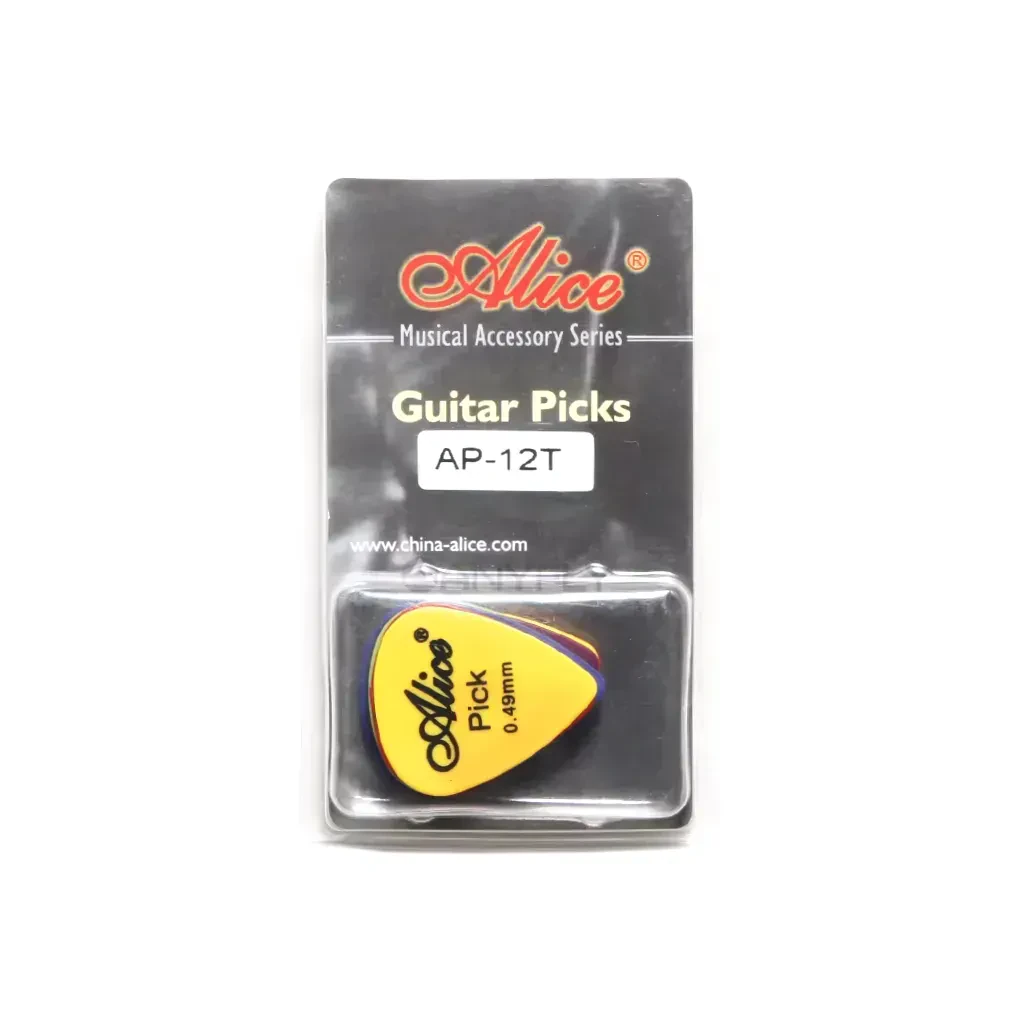 Alice®
Musical Accessory Series
Guitar Picks
AP-12T
www.china-alice.com
Alice®
Pick
0.49mm